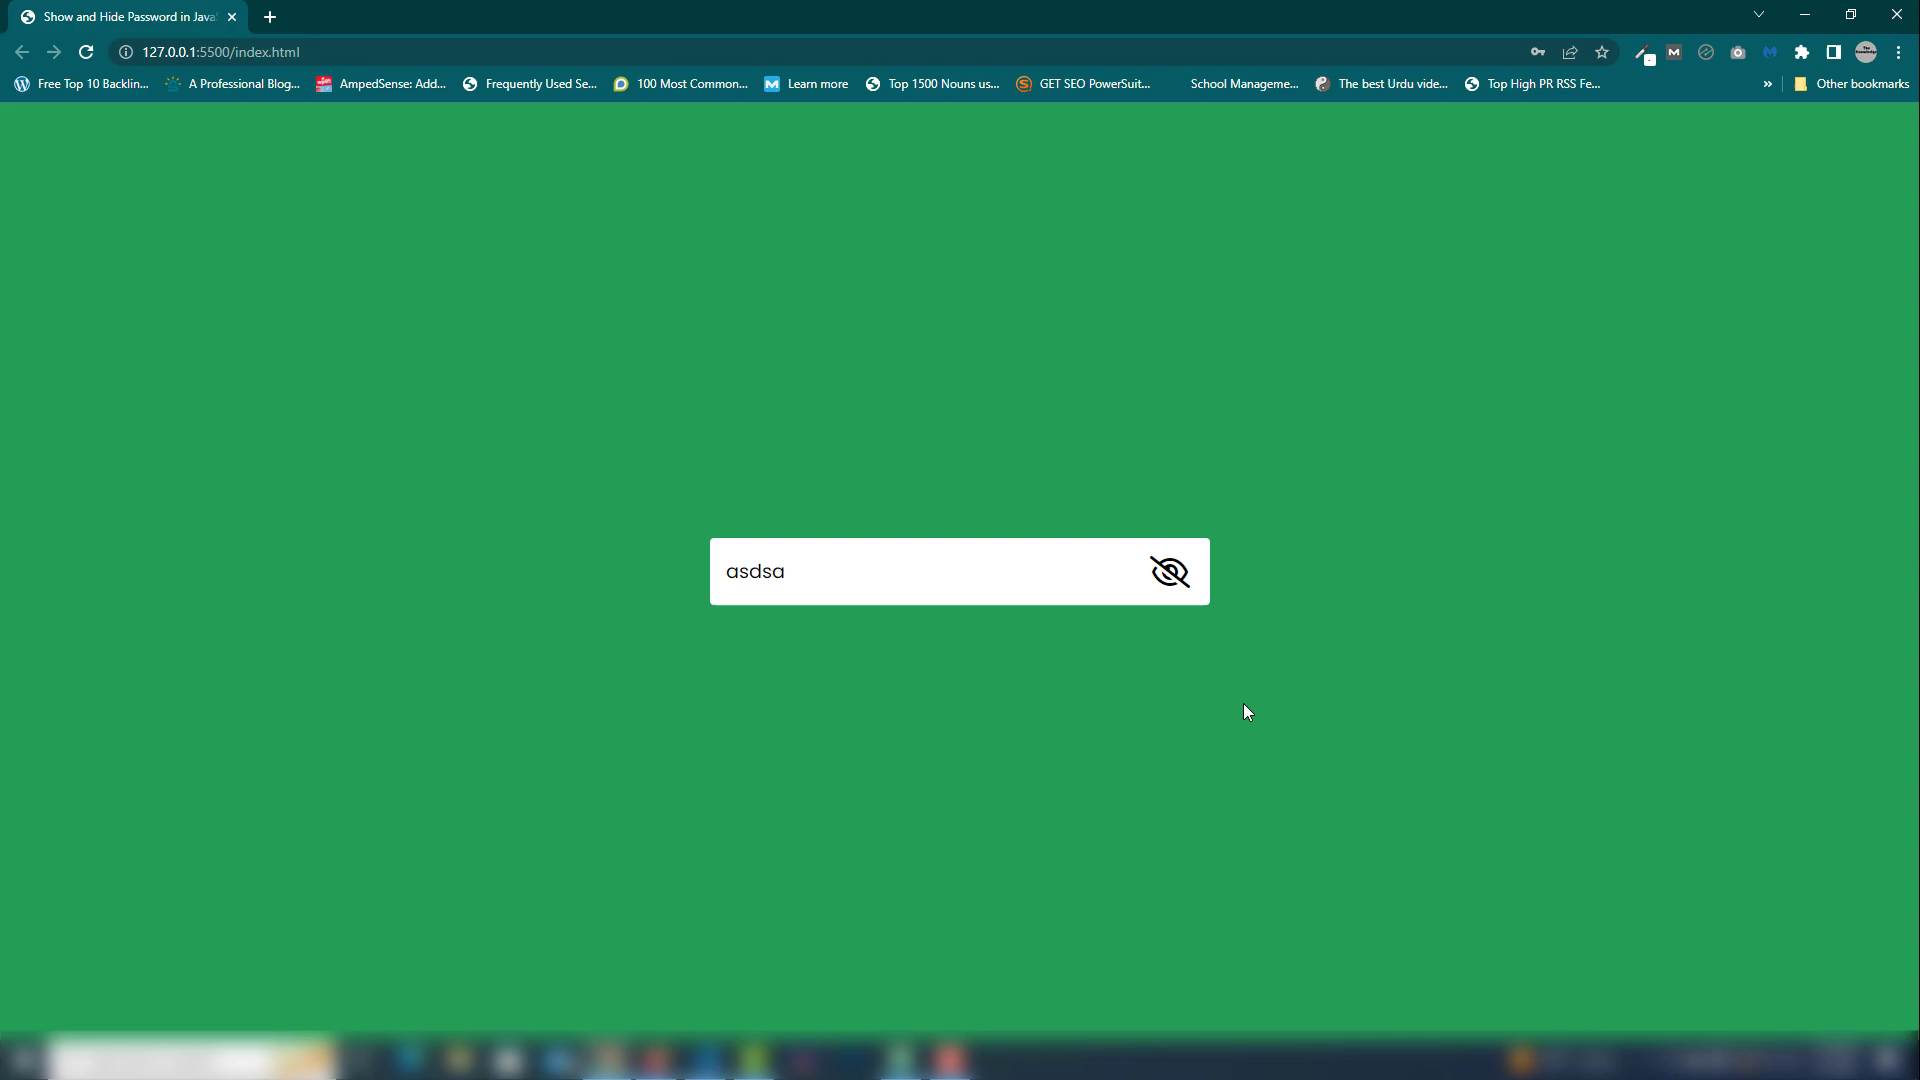 Show and Hide Password in Java
127.0.0.1:5500/index.html
Free Top 10 Backlin...
A Professional Blog...
AmpedSense: Add...
Frequently Used Se...
100 Most Common...
Learn more
Top 1500 Nouns us...
GET SEO PowerSuit...
School Manageme...
The best Urdu vide...
Top High PR RSS Fe...
»
Other bookmarks
asdsa